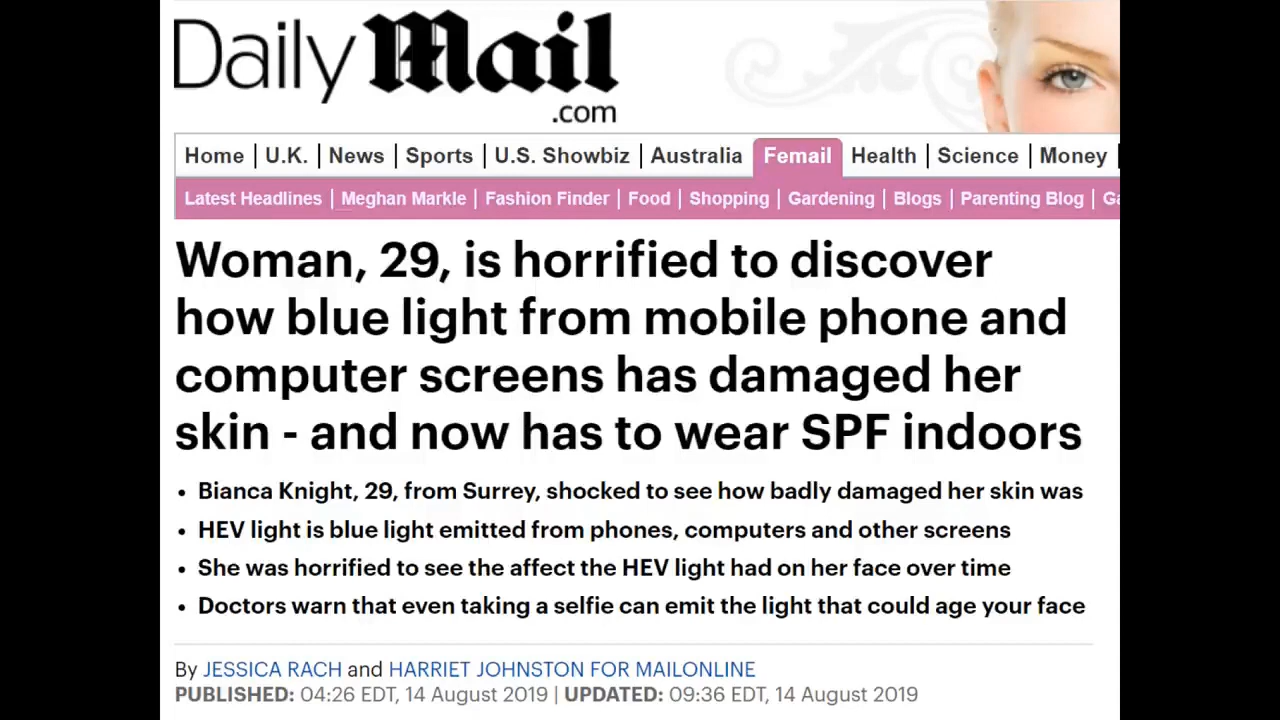 Daily Mail
.com
Home | U.K. | News | Sports | U.S. Showbiz | Australia | Femail | Health | Science | Money |
Latest Headlines | Meghan Markle | Fashion Finder | Food | Shopping | Gardening | Blogs | Parenting Blog |
Woman, 29, is horrified to discover
how blue light from mobile phone and
computer screens has damaged her
skin - and now has to wear SPF indoors
• Bianca Knight, 29, from Surrey, shocked to see how badly damaged her skin was
• HEV light is blue light emitted from phones, computers and other screens
• She was horrified to see the affect the HEV light had on her face over time
• Doctors warn that even taking a selfie can emit the light that could age your face
By JESSICA RACH and HARRIET JOHNSTON FOR MAILONLINE
PUBLISHED: 04:26 EDT, 14 August 2019 | UPDATED: 09:36 EDT, 14 August 2019